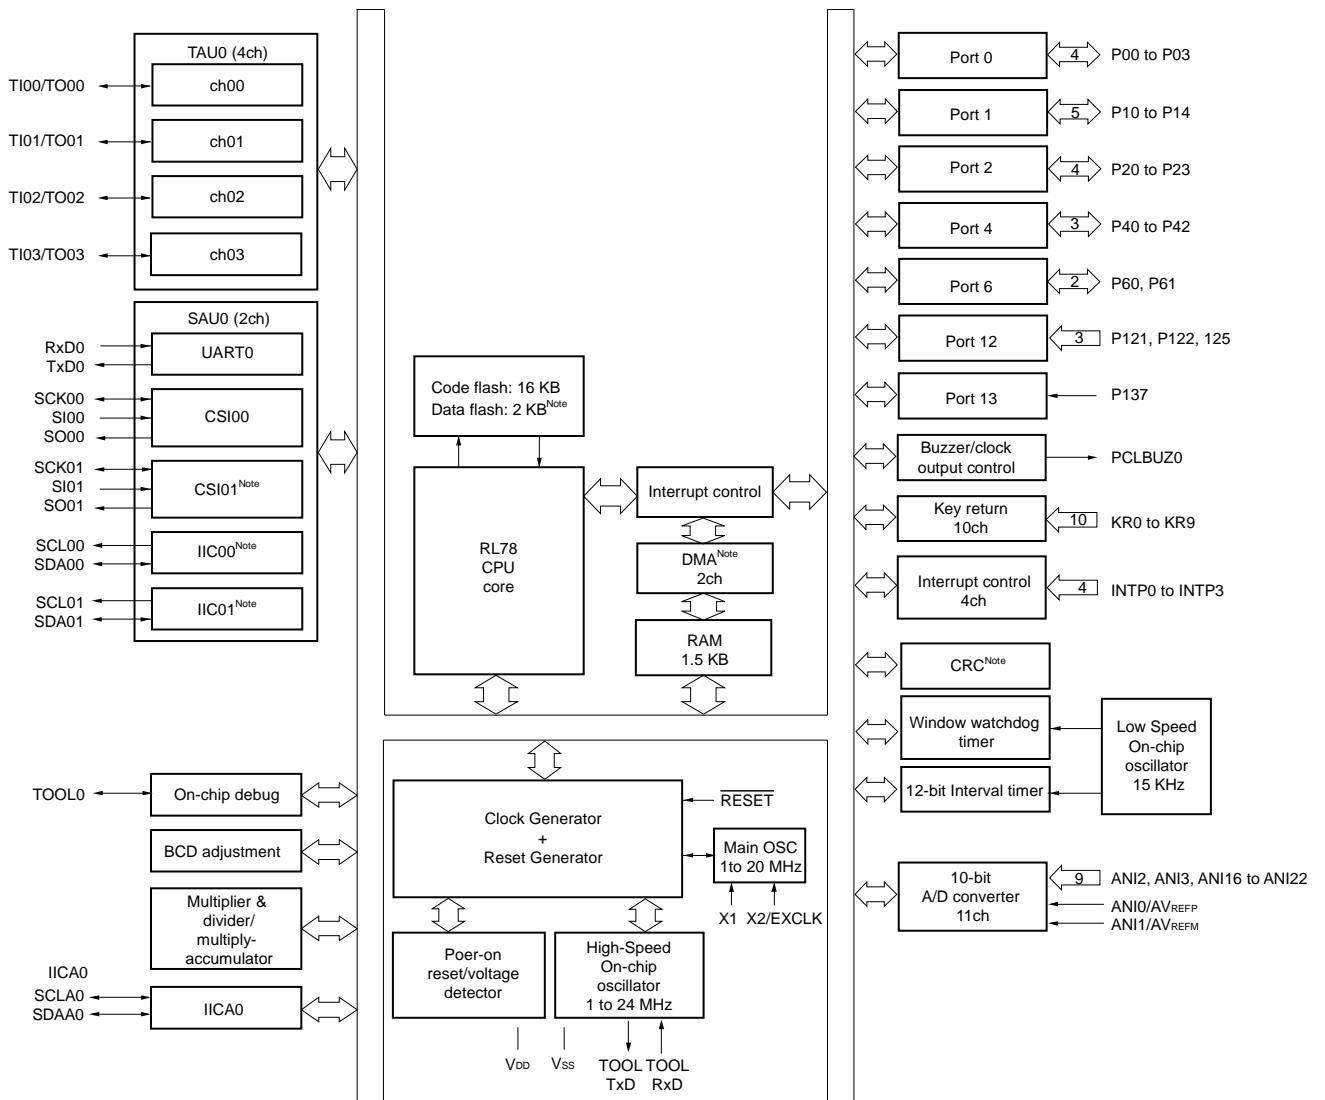 TAU0 (4ch)
TI00/TO00
ch00
TI01/TO01
ch01
TI02/TO02
ch02
TI03/TO03
ch03
SAU0 (2ch)
RxD0
TxD0
UART0
SCK00
SI00
SO00
CSI00
SCK01
SI01
SO01
CSI01Note
SCL00
SDA00
IIC00Note
SCL01
SDA01
IIC01Note
TOOL0
On-chip debug
BCD adjustment
Multiplier &
divider/
multiply-
accumulator
IICA0
SCLA0
SDAA0
IICA0
Code flash: 16 KB
Data flash: 2 KBNote
RL78
CPU
core
Interrupt control
DMANote
2ch
RAM
1.5 KB
Clock Generator
+
Reset Generator
RESET
Main OSC
1to 20 MHz
X1
X2/EXCLK
Poer-on
reset/voltage
detector
High-Speed
On-chip
oscillator
1 to 24 MHz
VDD
VSS
TOOL
TxD
TOOL
RxD
Port 0
4
P00 to P03
Port 1
5
P10 to P14
Port 2
4
P20 to P23
Port 4
3
P40 to P42
Port 6
2
P60, P61
Port 12
3
P121, P122, 125
Port 13
P137
Buzzer/clock
output control
PCLBUZ0
Key return
10ch
10
KR0 to KR9
Interrupt control
4ch
4
INTP0 to INTP3
CRCNote
Window watchdog
timer
12-bit Interval timer
Low Speed
On-chip
oscillator
15 KHz
10-bit
A/D converter
11ch
9
ANI2, ANI3, ANI16 to ANI22
ANI0/AVREFP
ANI1/AVREFM